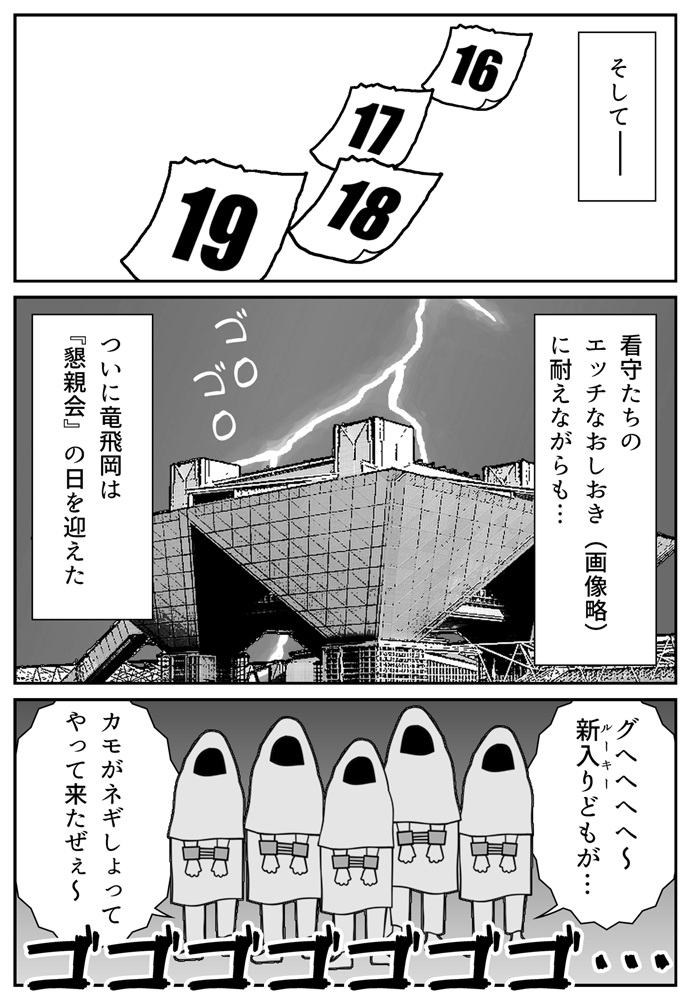 そして――
16
17
18
19
看守たちの
エッチなおしおき（画像略）
に耐えながらも…
ゴロ
ゴロ
ついに竜飛岡は
『懇親会』の日を迎えた
グヘヘヘヘ～
新入りどもが…
ルーキー
カモがネギしょって
やって来たぜぇ～
ゴゴゴゴゴゴゴ…